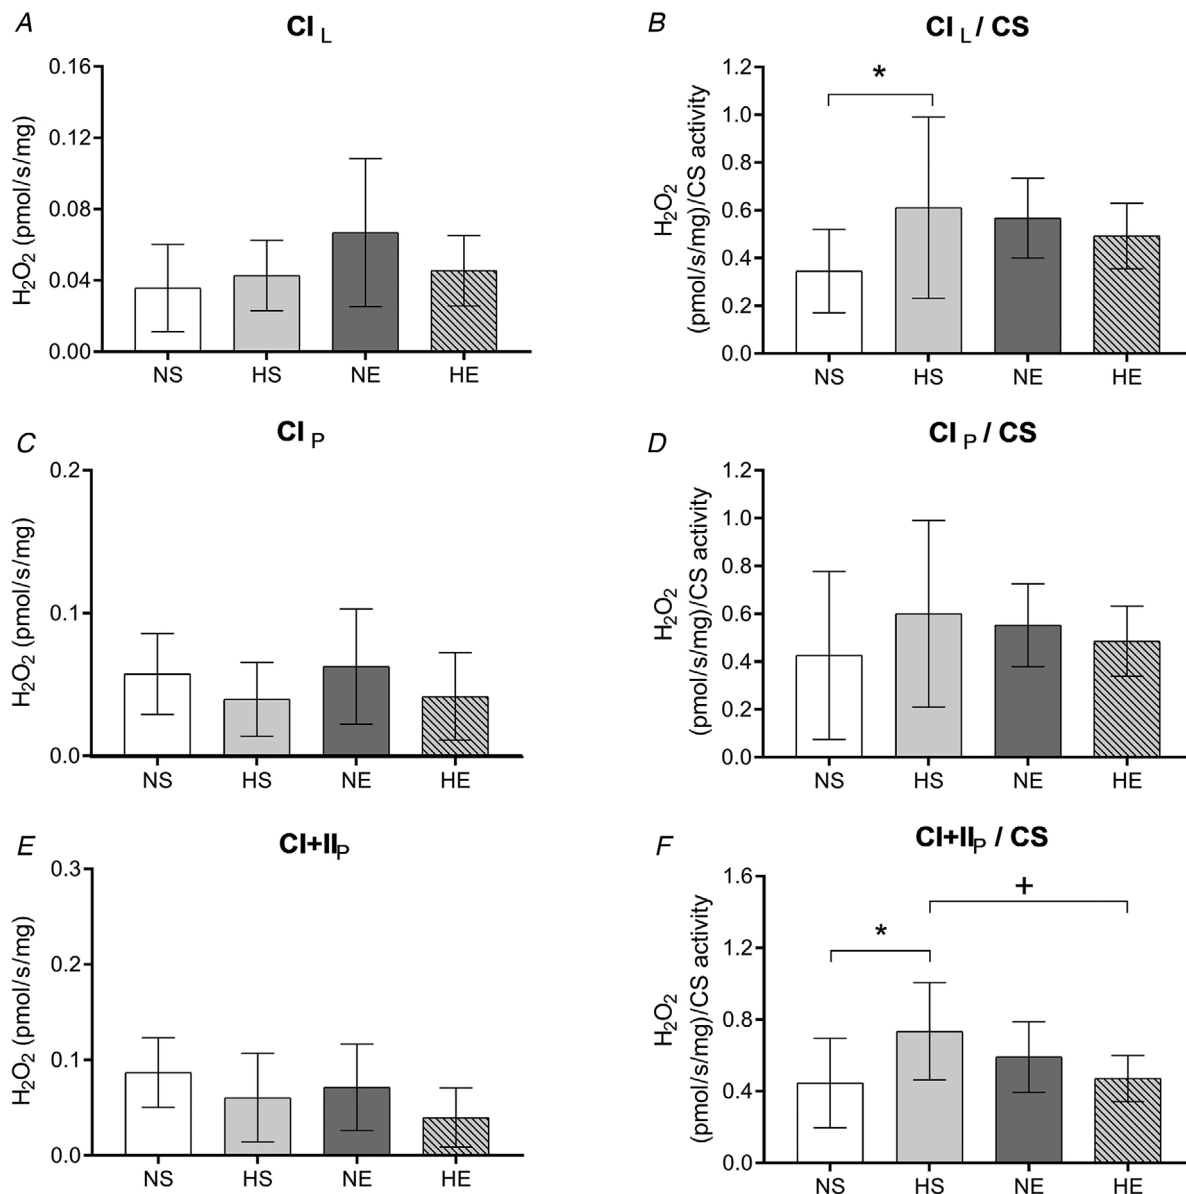 A
CI L
H2O2 (pmol/s/mg)
0.16
0.12
0.08
0.04
0.00
NS HS NE HE
B
CI L / CS
H2O2
(pmol/s/mg)/CS activity
1.2
1.0
0.8
0.6
0.4
0.2
0.0
*
NS HS NE HE
C
CI P
H2O2 (pmol/s/mg)
0.2
0.1
0.0
NS HS NE HE
D
CI P / CS
H2O2
(pmol/s/mg)/CS activity
1.2
1.0
0.8
0.6
0.4
0.2
0.0
NS HS NE HE
E
CI+IIP
H2O2 (pmol/s/mg)
0.3
0.2
0.1
0.0
NS HS NE HE
F
CI+IIP / CS
H2O2
(pmol/s/mg)/CS activity
1.6
1.2
0.8
0.4
0.0
*
+
NS HS NE HE